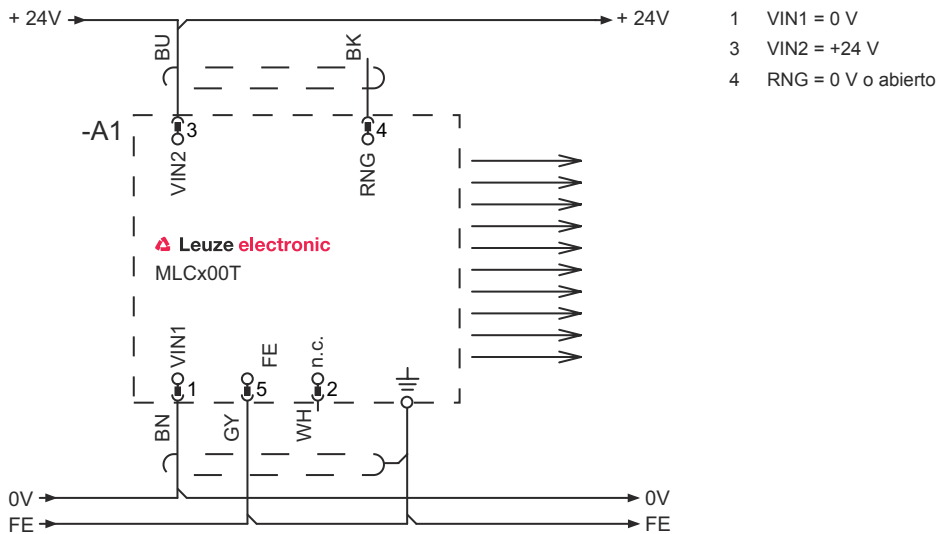 + 24V
+ 24V
1 VIN1 = 0 V
3 VIN2 = +24 V
4 RNG = 0 V o abierto
BU
BK
-A1
3
4
VIN2
RNG
Leuze electronic
MLCx00T
VIN1
FE
n.c.
1
5
2
BN
GY
WH
0V
0V
FE
FE